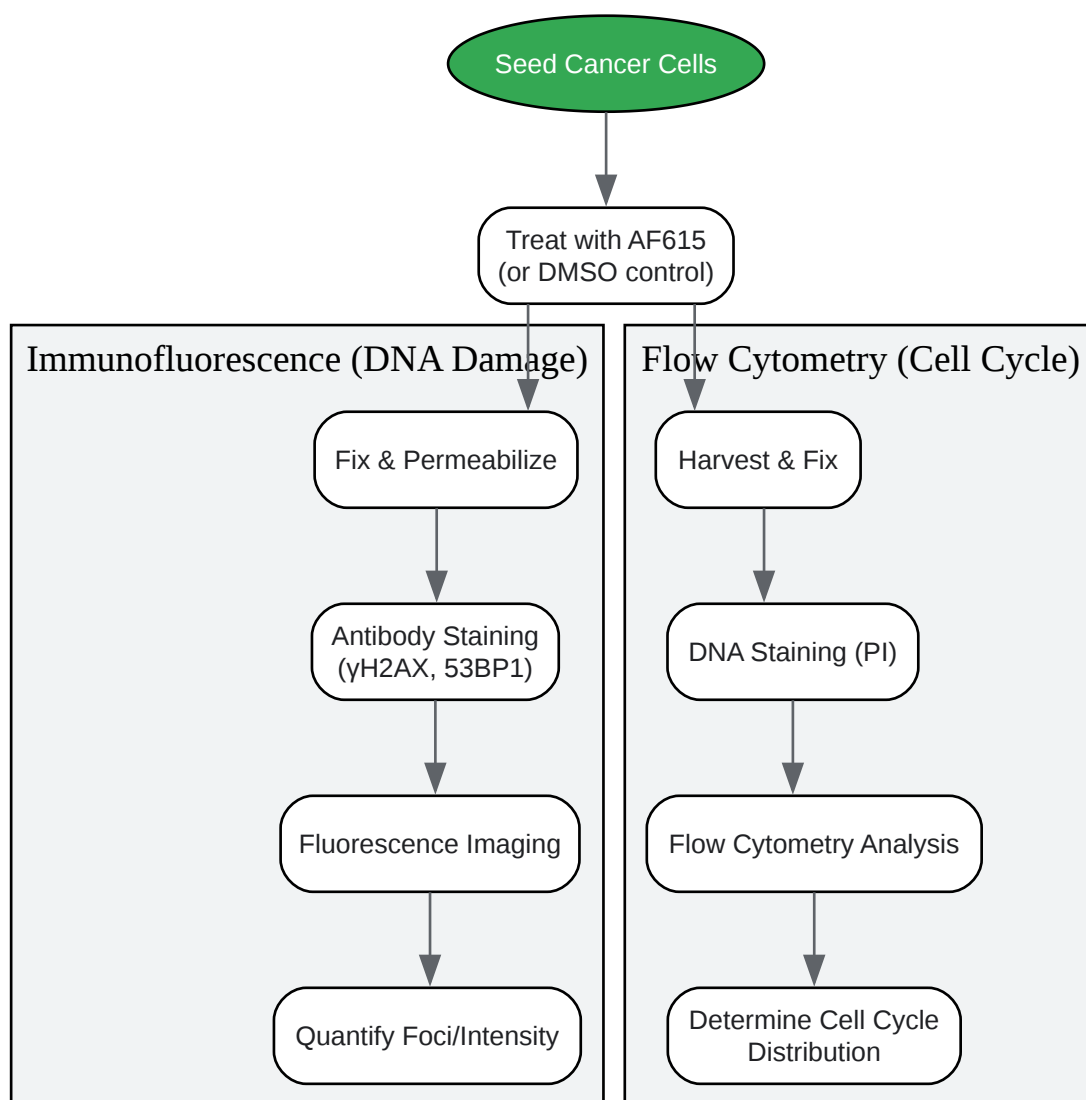 Seed Cancer Cells
Treat with AF615
(or DMSO control)
Immunofluorescence (DNA Damage)
Fix & Permeabilize
Antibody Staining
(γH2AX, 53BP1)
Fluorescence Imaging
Quantify Foci/Intensity
Flow Cytometry (Cell Cycle)
Harvest & Fix
DNA Staining (PI)
Flow Cytometry Analysis
Determine Cell Cycle
Distribution